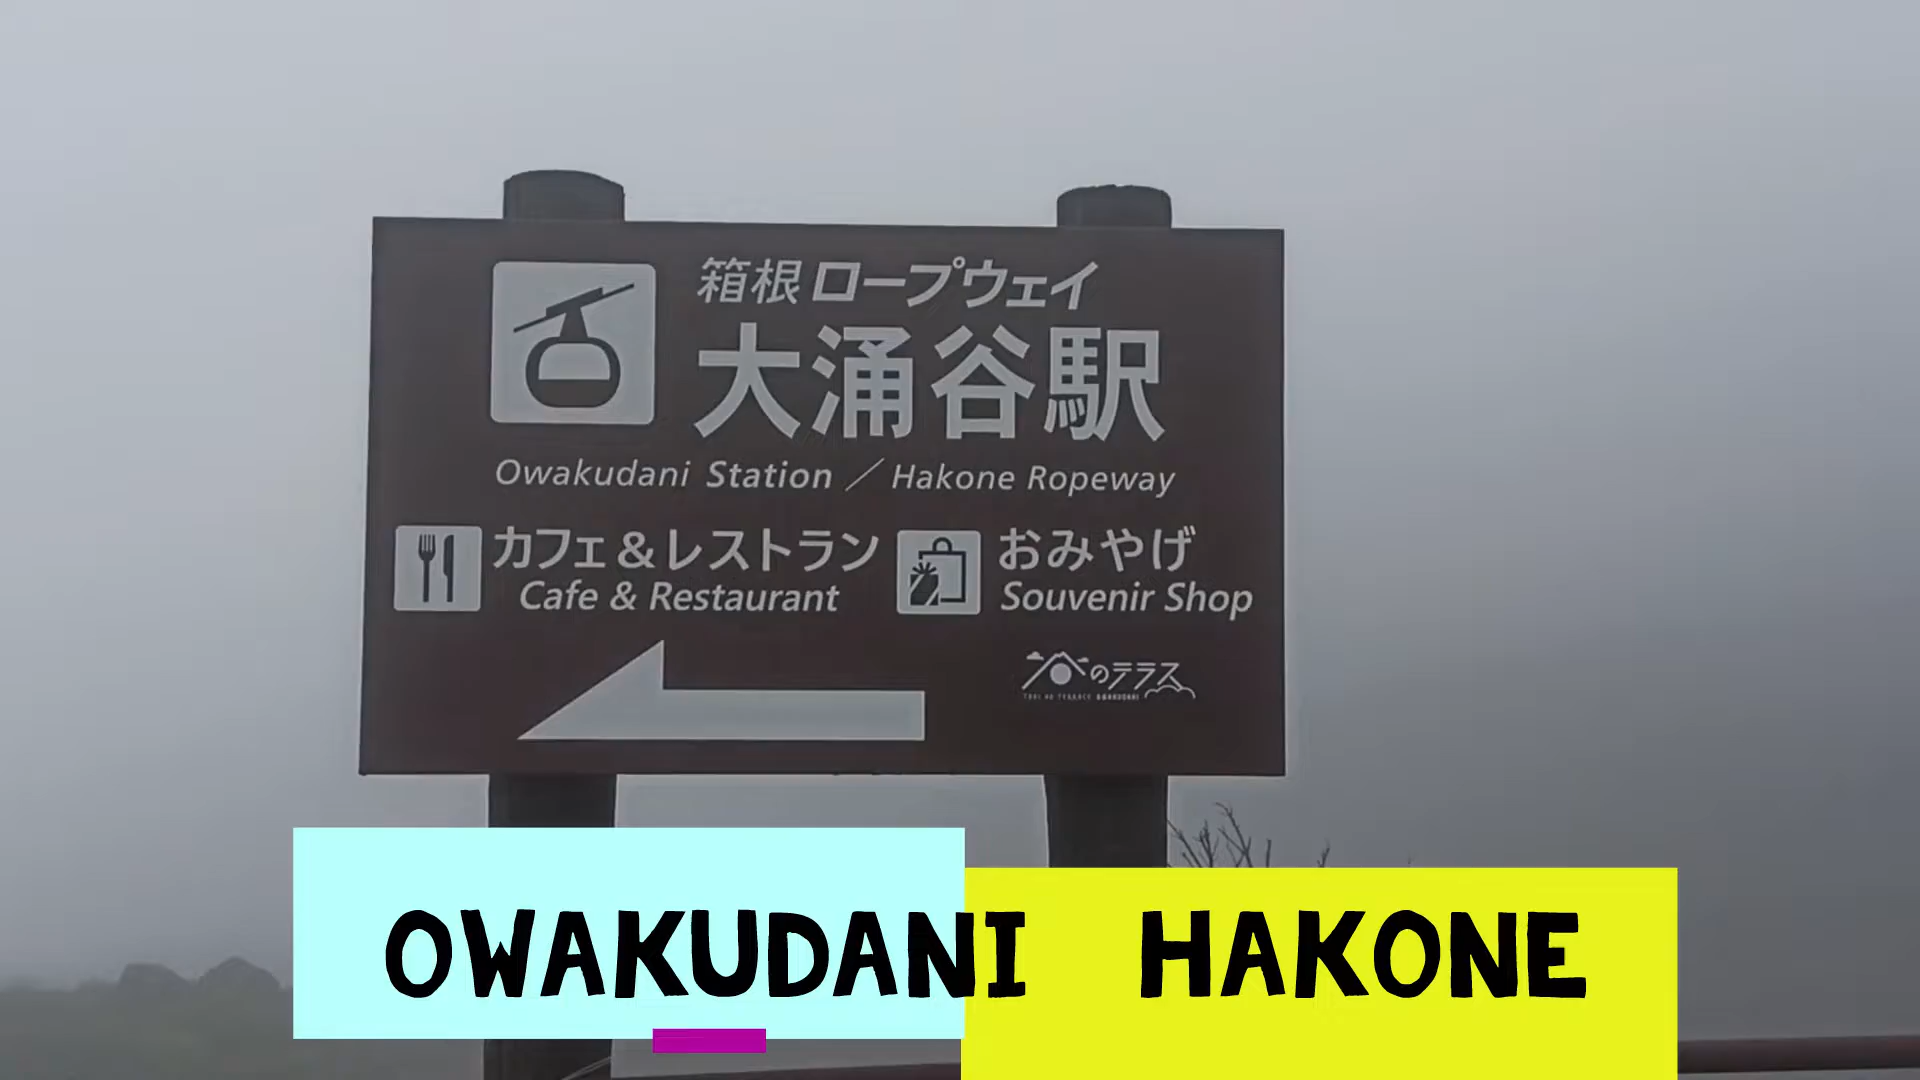 箱根ロープウェイ
大涌谷駅
Owakudani Station / Hakone Ropeway
カフェ&レストラン
Cafe & Restaurant
おみやげ
Souvenir Shop
谷のテラス
OWAKUDANI HAKONE